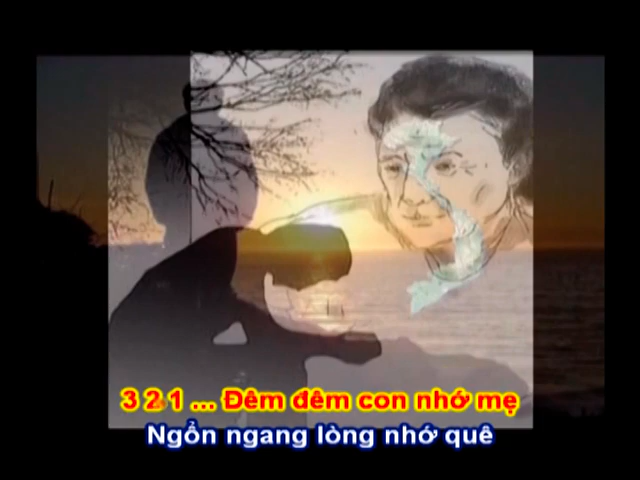 3 2 1 ... Đêm đêm con nhớ mẹ
Ngổn ngang lòng nhớ quê